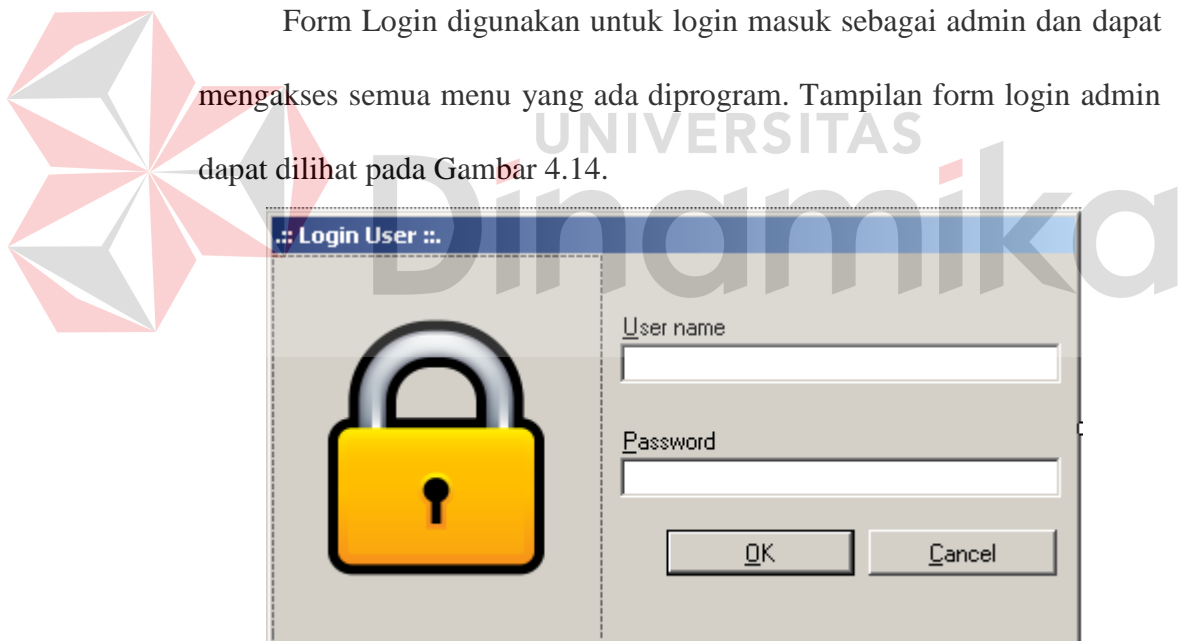 Form Login digunakan untuk login masuk sebagai admin dan dapat
mengakses semua menu yang ada diprogram. Tampilan form login admin
dapat dilihat pada Gambar 4.14.
UNIVERSITAS
Dinamika
.:: Login User ::.
User name
Password
OK
Cancel